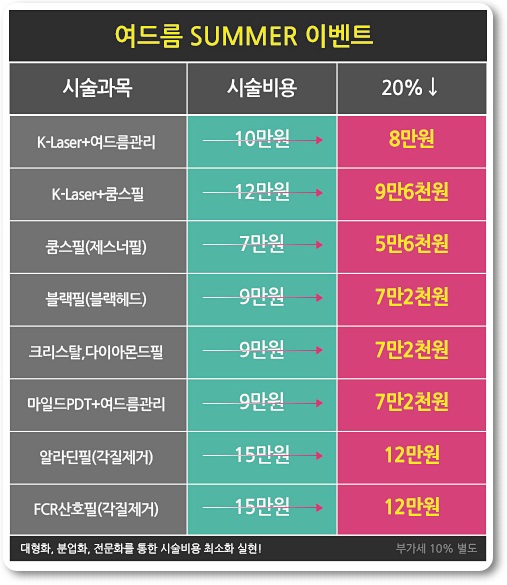 여드름 SUMMER 이벤트
시술과목 시술비용 20%↓
K-Laser+여드름관리 10만원 8만원
K-Laser+쿰스필 12만원 9만6천원
쿰스필(제스너필) 7만원 5만6천원
블랙필(블랙헤드) 9만원 7만2천원
크리스탈,다이아몬드필 9만원 7만2천원
마일드PDT+여드름관리 9만원 7만2천원
알라딘필(각질제거) 15만원 12만원
FCR산호필(각질제거) 15만원 12만원
대형화, 분업화, 전문화를 통한 시술비용 최소화 실현! 부가세 10% 별도